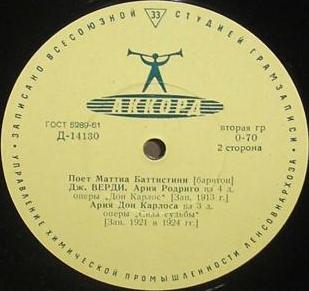 ЗАПИСАНО ВСЕСОЮЗНОЙ СТУДИЕЙ ГРАМЗАПИСИ
33
АККОРД
ГОСТ 5289-61
Д-14130
вторая гр
0-70
2 сторона
Поет Маттиа Баттистини [баритон]
Дж. ВЕРДИ. Ария Родриго из 4 д.
оперы „Дон Карлос" [Зап. 1913 г.]
Ария Дон Карлоса из 3 д.
оперы „Сила судьбы"
[Зап. 1921 и 1924 гг.]
УПРАВЛЕНИЕ ХИМИЧЕСКОЙ ПРОМЫШЛЕННОСТИ ЛЕНСОВНАРХОЗА